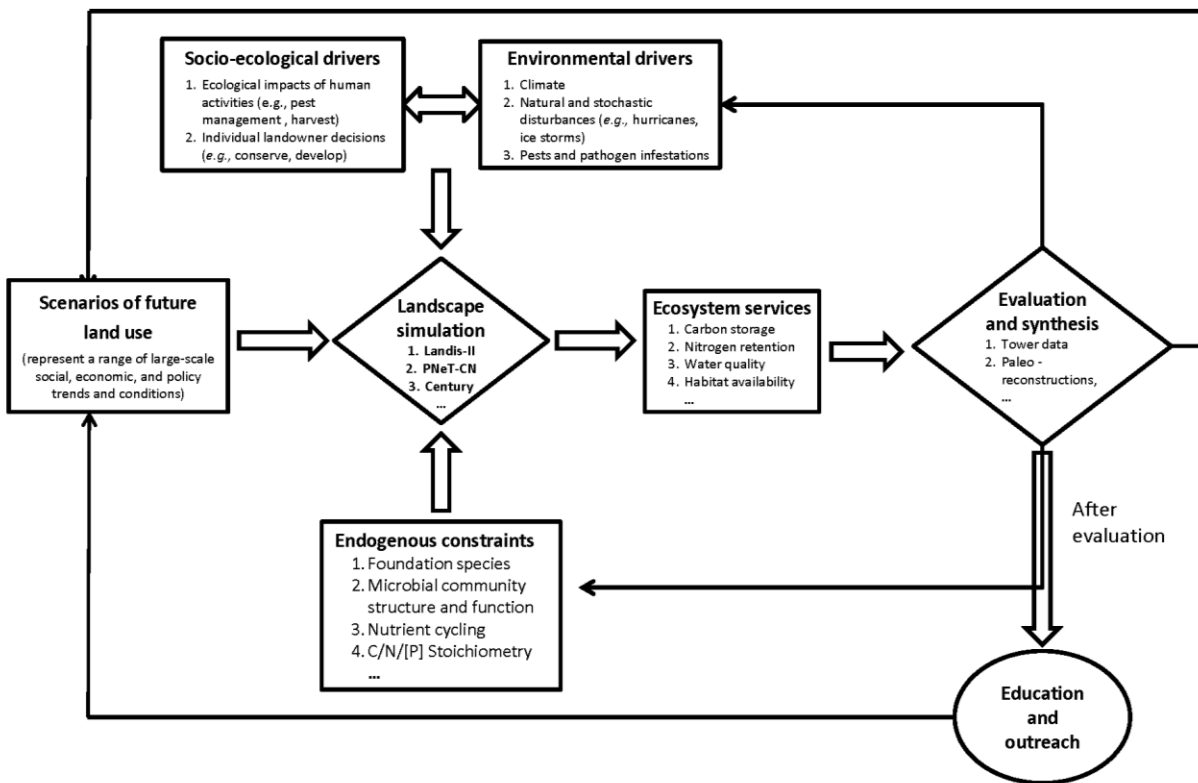 Socio-ecological drivers
1. Ecological impacts of human
activities (e.g., pest
management , harvest)
2. Individual landowner decisions
(e.g., conserve, develop)
Environmental drivers
1. Climate
2. Natural and stochastic
disturbances (e.g., hurricanes,
ice storms)
3. Pests and pathogen infestations
Scenarios of future
land use
(represent a range of large-scale
social, economic, and policy
trends and conditions)
Landscape
simulation
1. Landis-II
2. PNeT-CN
3. Century
...
Ecosystem services
1. Carbon storage
2. Nitrogen retention
3. Water quality
4. Habitat availability
...
Evaluation
and synthesis
1. Tower data
2. Paleo -
reconstructions,
...
After
evaluation
Endogenous constraints
1. Foundation species
2. Microbial community
structure and function
3. Nutrient cycling
4. C/N/[P] Stoichiometry
...
Education
and
outreach